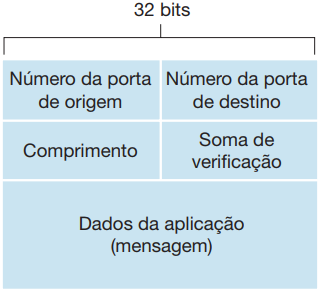 32 bits
Número da porta
de origem
Número da porta
de destino
Comprimento
Soma de
verificação
Dados da aplicação
(mensagem)